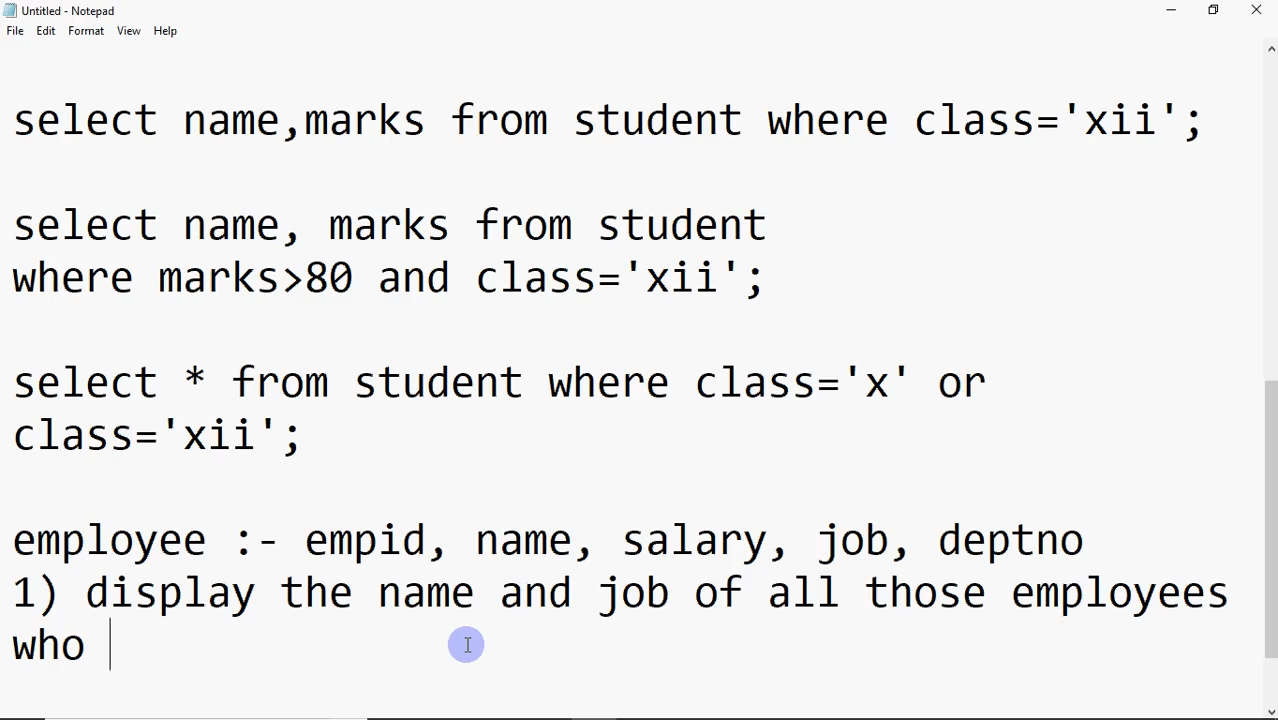 Untitled - Notepad
File Edit Format View Help
select name,marks from student where class='xii';
select name, marks from student
where marks>80 and class='xii';
select * from student where class='x' or
class='xii';
employee :- empid, name, salary, job, deptno
1) display the name and job of all those employees
who